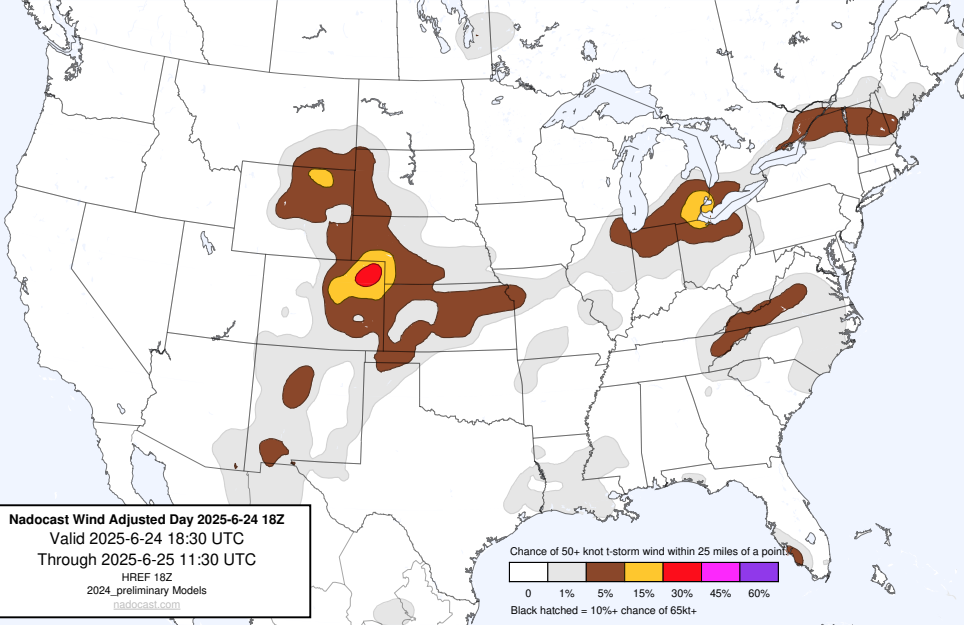 Nadocast Wind Adjusted Day 2025-6-24 18Z
Valid 2025-6-24 18:30 UTC
Through 2025-6-25 11:30 UTC
HREF 18Z
2024_preliminary Models
nadocast.com
Chance of 50+ knot t-storm wind within 25 miles of a point.
0 1% 5% 15% 30% 45% 60%
Black hatched = 10%+ chance of 65kt+